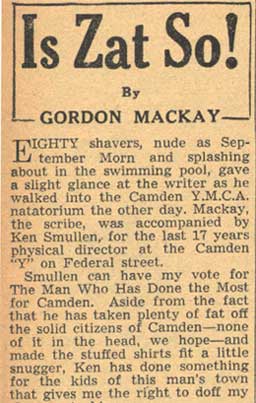 Is Zat So!
By
GORDON MACKAY
EIGHTY shavers, nude as Sep-
tember Morn and splashing
about in the swimming pool, gave
a slight glance at the writer as he
walked into the Camden Y.M.C.A.
natatorium the other day. Mackay,
the scribe, was accompanied by
Ken Smullen, for the last 17 years
physical director at the Camden
"Y" on Federal street.
Smullen can have my vote for
The Man Who Has Done the Most
for Camden. Aside from the fact
that he has taken plenty of fat off
the solid citizens of Camden—none
of it in the head, we hope—and
made the stuffed shirts fit a little
snugger, Ken has done something
for the kids of this man's town
that gives me the right to doff my